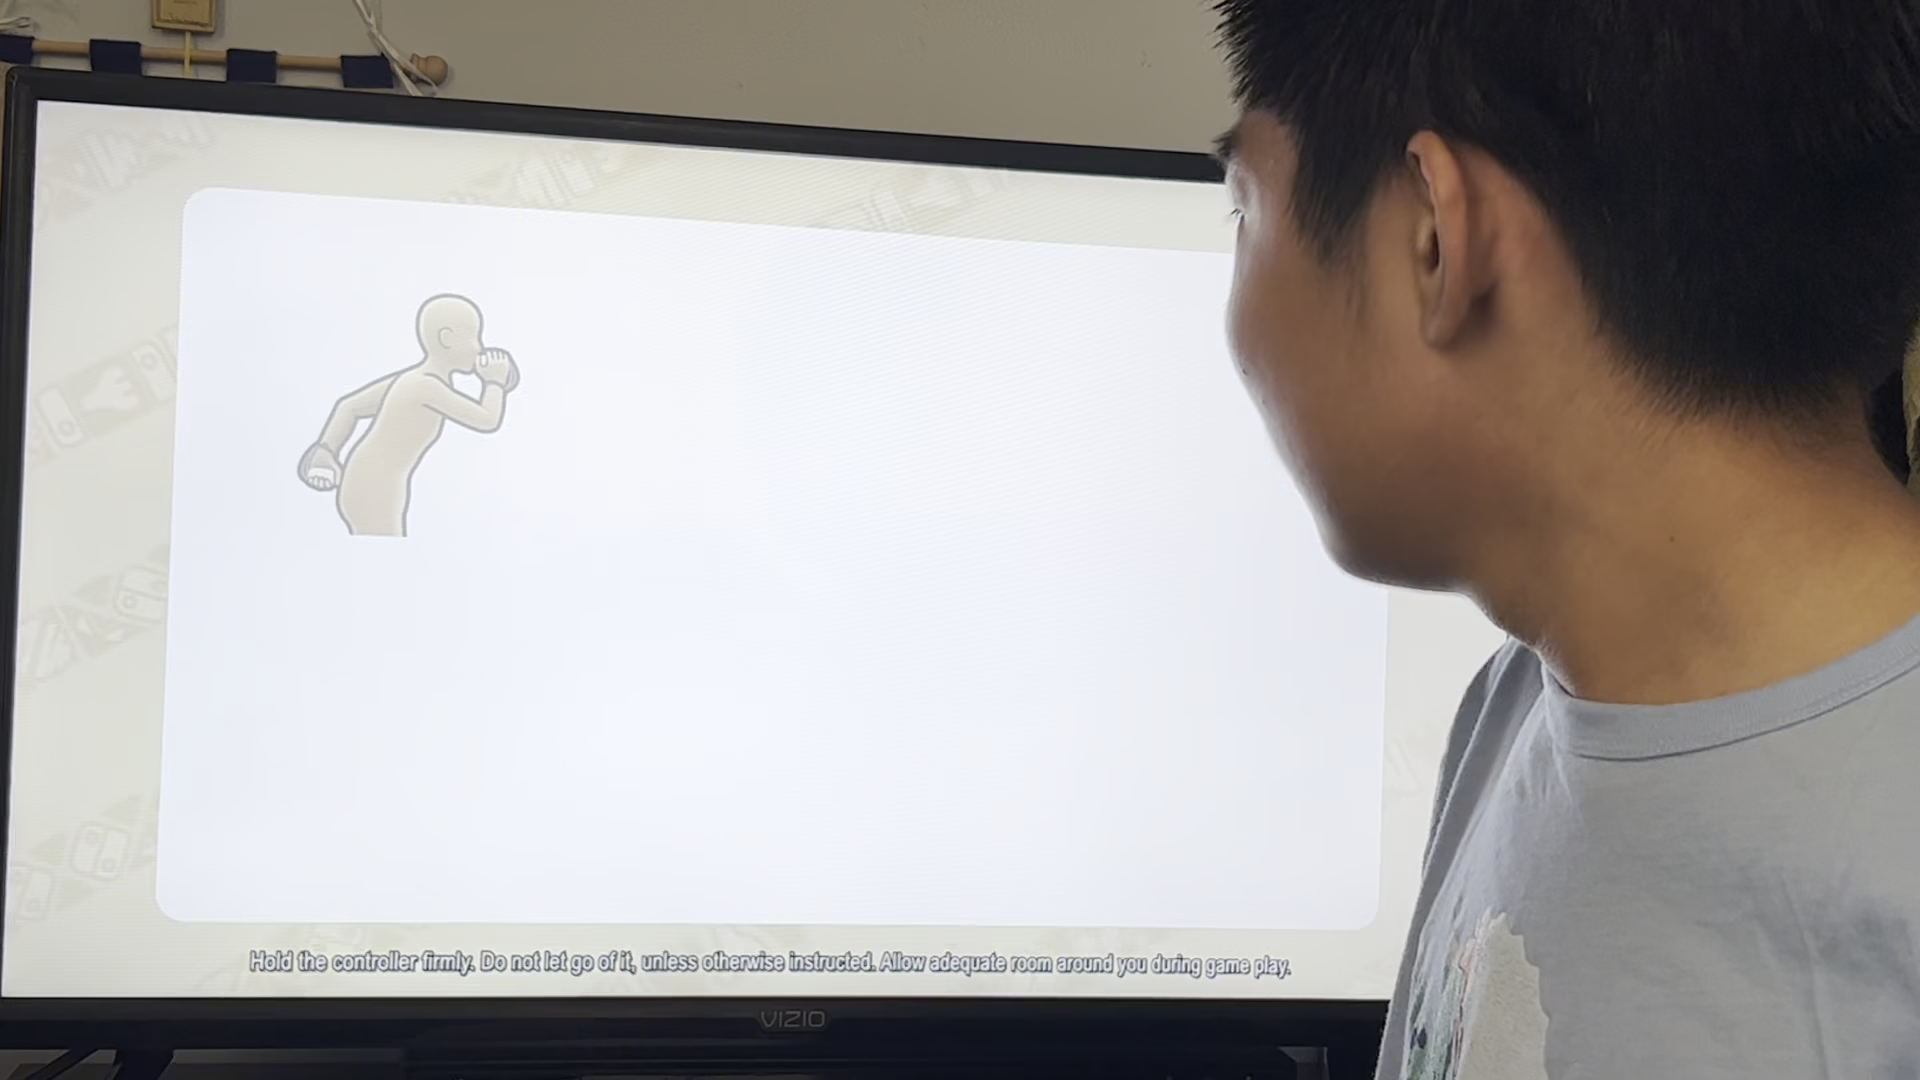 Hold the controller firmly. Do not let go of it, unless otherwise instructed. Allow adequate room around you during game play.
VIZIO